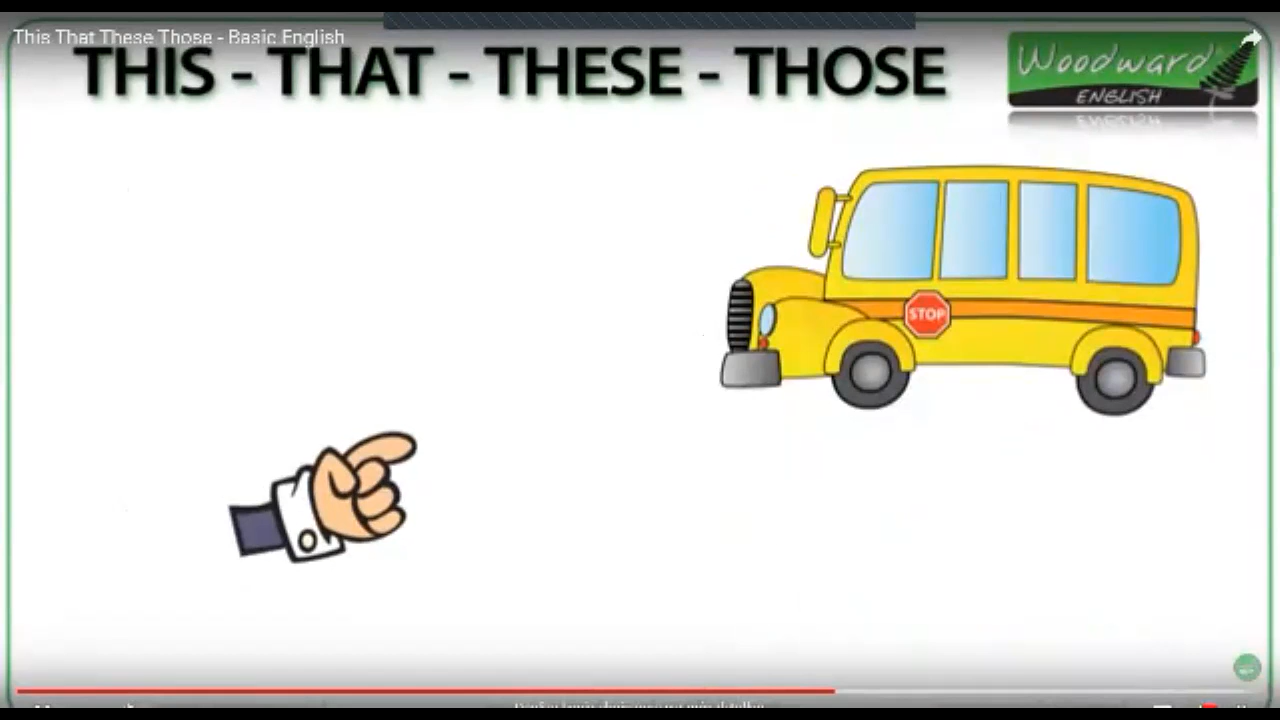 This That These Those - Basic English
THIS - THAT - THESE - THOSE
Woodward
ENGLISH
STOP